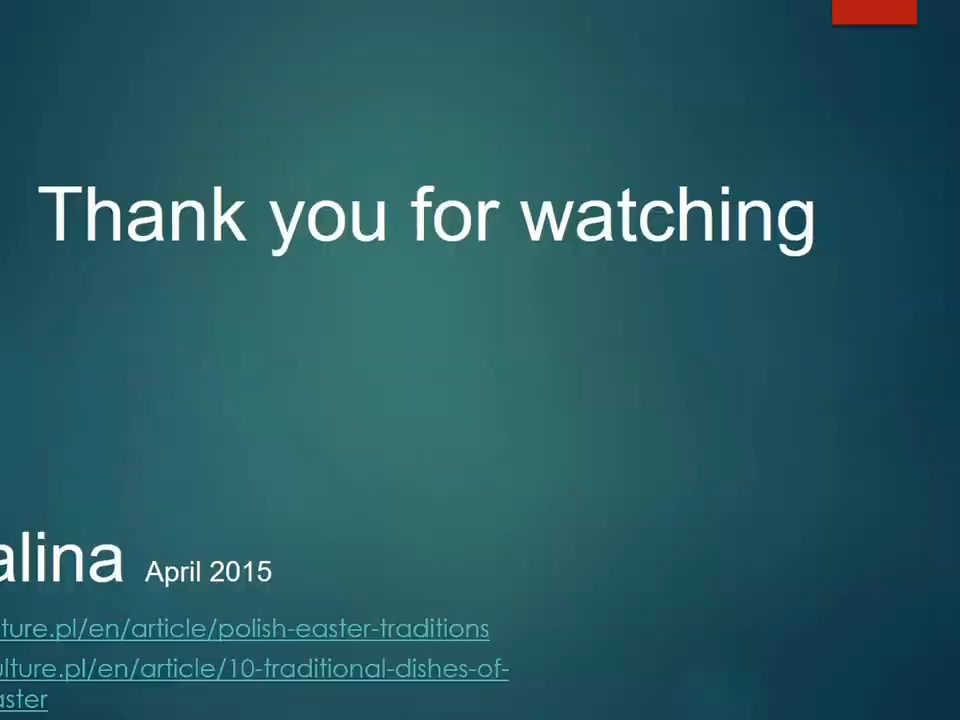 Thank you for watching
alina April 2015
ture.pl/en/article/polish-easter-traditions
ulture.pl/en/article/10-traditional-dishes-of-
aster